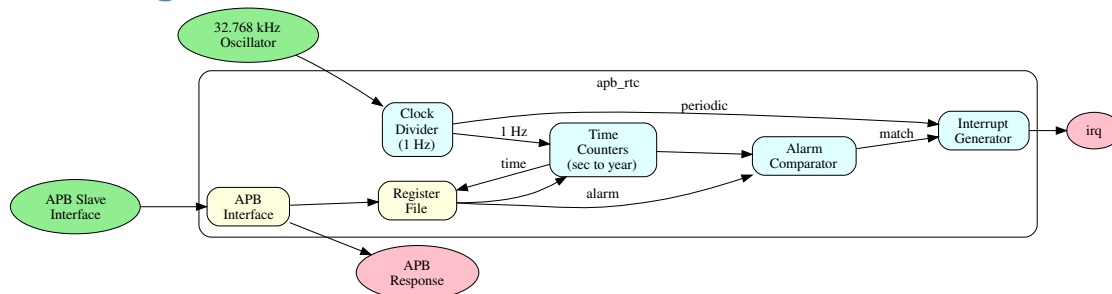 32.768 kHz
Oscillator
apb_rtc
Clock
Divider
(1 Hz)
periodic
1 Hz
Time
Counters
(sec to year)
Interrupt
Generator
irq
match
Alarm
Comparator
time
alarm
APB Slave
Interface
APB
Interface
Register
File
APB
Response